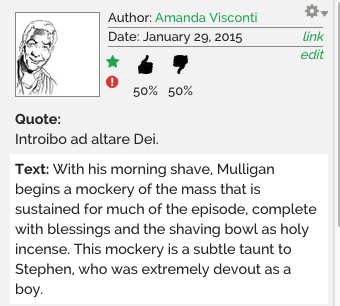 Author: Amanda Visconti
Date: January 29, 2015
link
edit
50% 50%
Quote:
Introibo ad altare Dei.
Text: With his morning shave, Mulligan
begins a mockery of the mass that is
sustained for much of the episode, complete
with blessings and the shaving bowl as holy
incense. This mockery is a subtle taunt to
Stephen, who was extremely devout as a
boy.